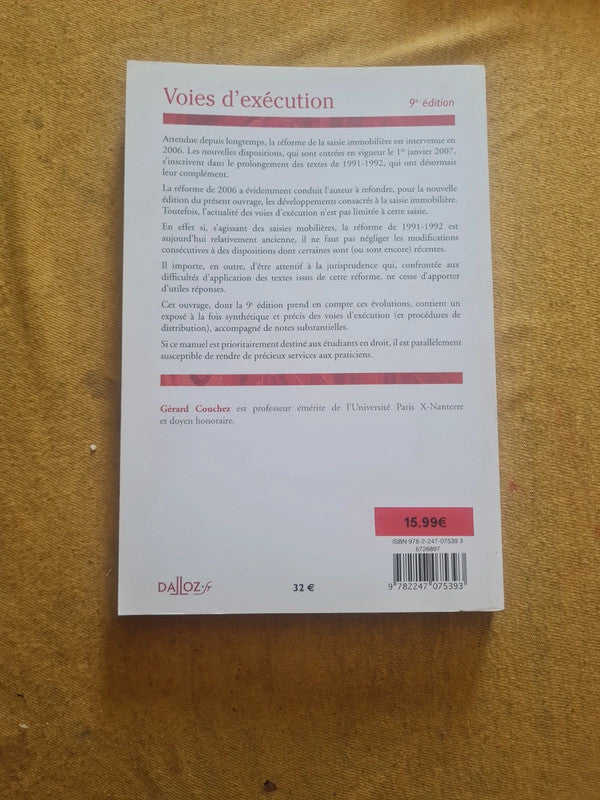 Voies d'exécution
9e édition
Attendue depuis longtemps, la réforme de la saisie immobilière est intervenue en
2006. Les nouvelles dispositions, qui sont entrées en vigueur le 1er janvier 2007,
s'inscrivent dans le prolongement des textes de 1991-1992, qui ont désormais
leur complément.
La réforme de 2006 a évidemment conduit l'auteur à refondre, pour la nouvelle
édition du présent ouvrage, les développements consacrés à la saisie immobilière.
Toutefois, l'actualité des voies d'exécution n'est pas limitée à cette saisie.
En effet si, s'agissant des saisies mobilières, la réforme de 1991-1992 est
aujourd'hui relativement ancienne, il ne faut pas négliger les modifications
consécutives à des dispositions dont certaines sont (ou sont encore) récentes.
Il importe, en outre, d'être attentif à la jurisprudence qui, confrontée aux
difficultés d'application des textes issus de cette réforme, ne cesse d'apporter
d'utiles réponses.
Cet ouvrage, dont la 9e édition prend en compte ces évolutions, contient un
exposé à la fois synthétique et précis des voies d'exécution (et procédures de
distribution), accompagné de notes substantielles.
Si ce manuel est prioritairement destiné aux étudiants en droit, il est parallèlement
susceptible de rendre de précieux services aux praticiens.
Gérard Couchez est professeur émérite de l'Université Paris X-Nanterre
et doyen honoraire.
15.99€
ISBN 978-2-247-07539 3
6726897
9 782247 075393
DALLOZ.fr
32 €